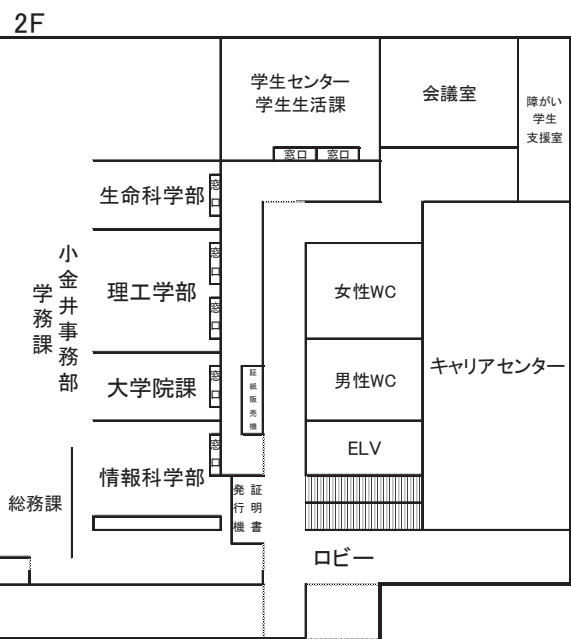 2F
学生センター
学生生活課
会議室
障がい
学生
支援室
窓口
窓口
生命科学部
窓口
小金井事務部
学務課
理工学部
窓口
窓口
女性WC
大学院課
窓口
証紙販売機
男性WC
キャリアセンター
情報科学部
窓口
ELV
総務課
証明書
発行機
ロビー